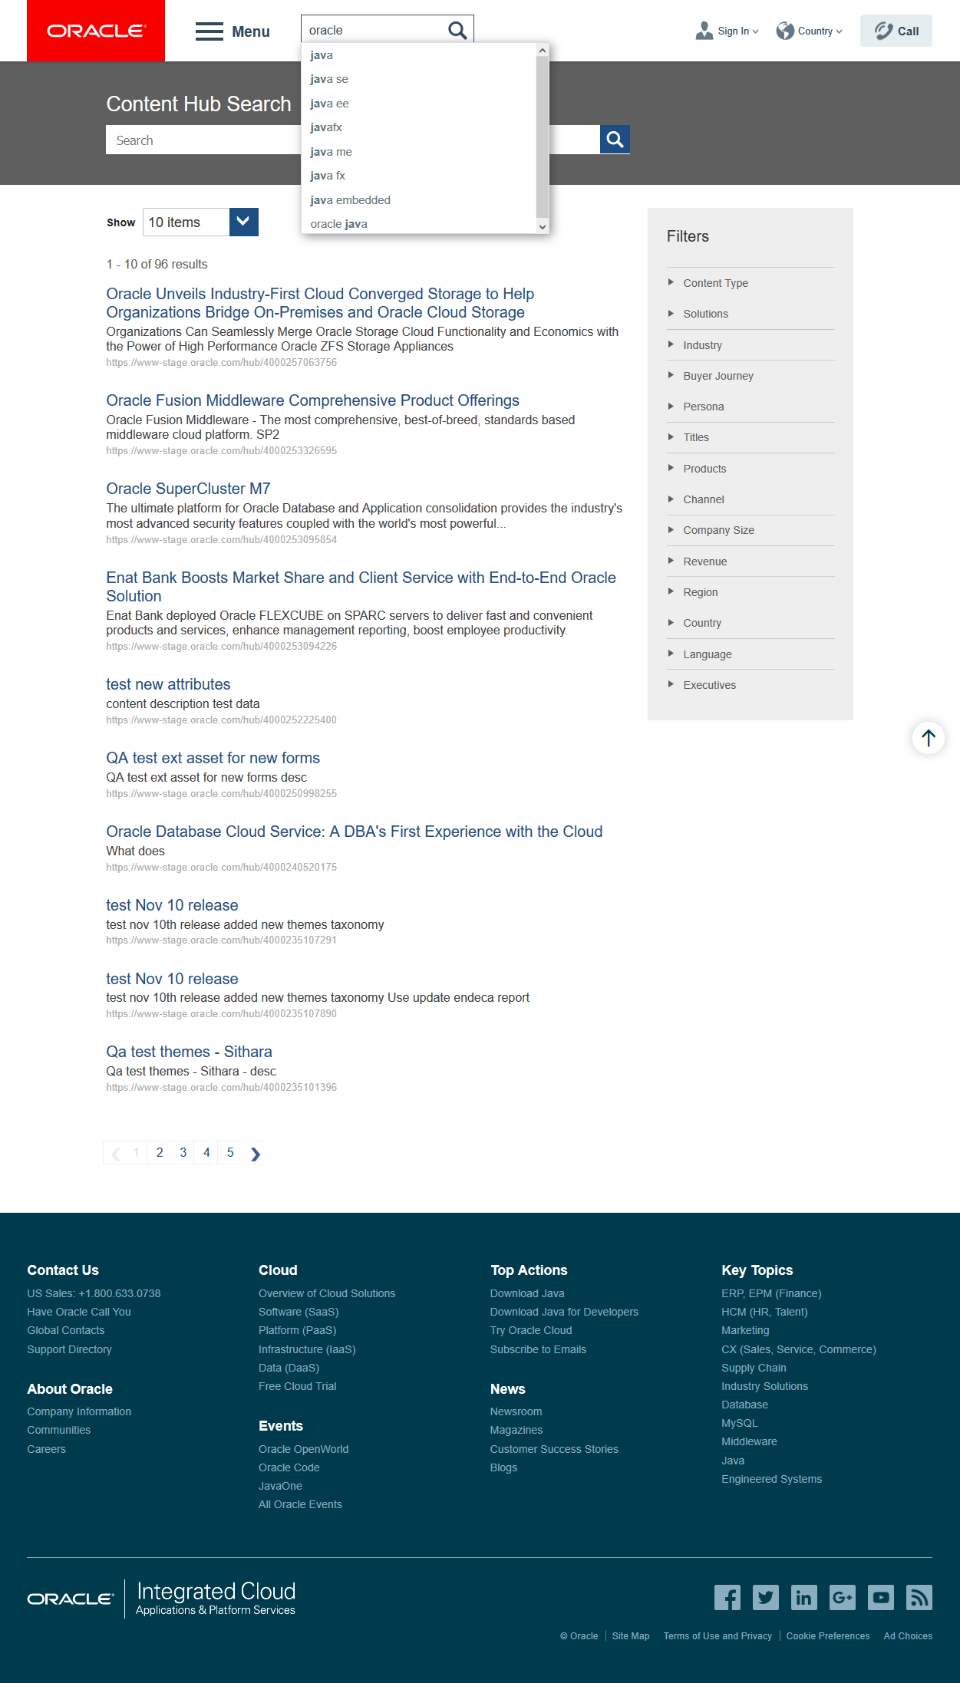 ORACLE
Menu
oracle
Sign In
Country
Call
java
java se
java ee
javafx
java me
java fx
java embedded
oracle java
Content Hub Search
Search
Show
10 items
1 - 10 of 96 results
Oracle Unveils Industry-First Cloud Converged Storage to Help
Organizations Bridge On-Premises and Oracle Cloud Storage
Organizations Can Seamlessly Merge Oracle Storage Cloud Functionality and Economics with
the Power of High Performance Oracle ZFS Storage Appliances
https://www-stage.oracle.com/hub/4000257063756
Oracle Fusion Middleware Comprehensive Product Offerings
Oracle Fusion Middleware - The most comprehensive, best-of-breed, standards based
middleware cloud platform. SP2
https://www-stage.oracle.com/hub/4000253326595
Oracle SuperCluster M7
The ultimate platform for Oracle Database and Application consolidation provides the industry's
most advanced security features coupled with the world's most powerful...
https://www-stage.oracle.com/hub/4000253095854
Enat Bank Boosts Market Share and Client Service with End-to-End Oracle
Solution
Enat Bank deployed Oracle FLEXCUBE on SPARC servers to deliver fast and convenient
products and services, enhance management reporting, boost employee productivity.
https://www-stage.oracle.com/hub/4000253094226
test new attributes
content description test data
https://www-stage.oracle.com/hub/4000252225400
QA test ext asset for new forms
QA test ext asset for new forms desc
https://www-stage.oracle.com/hub/4000250998255
Oracle Database Cloud Service: A DBA's First Experience with the Cloud
What does
https://www-stage.oracle.com/hub/4000240520175
test Nov 10 release
test nov 10th release added new themes taxonomy
https://www-stage.oracle.com/hub/4000235107291
test Nov 10 release
test nov 10th release added new themes taxonomy Use update endeca report
https://www-stage.oracle.com/hub/4000235107890
Qa test themes - Sithara
Qa test themes - Sithara - desc
https://www-stage.oracle.com/hub/4000235101396
1 2 3 4 5
Filters
Content Type
Solutions
Industry
Buyer Journey
Persona
Titles
Products
Channel
Company Size
Revenue
Region
Country
Language
Executives
Contact Us
US Sales: +1.800.633.0738
Have Oracle Call You
Global Contacts
Support Directory
About Oracle
Company Information
Communities
Careers
Cloud
Overview of Cloud Solutions
Software (SaaS)
Platform (PaaS)
Infrastructure (IaaS)
Data (DaaS)
Free Cloud Trial
Events
Oracle OpenWorld
Oracle Code
JavaOne
All Oracle Events
Top Actions
Download Java
Download Java for Developers
Try Oracle Cloud
Subscribe to Emails
News
Newsroom
Magazines
Customer Success Stories
Blogs
Key Topics
ERP, EPM (Finance)
HCM (HR, Talent)
Marketing
CX (Sales, Service, Commerce)
Supply Chain
Industry Solutions
Database
MySQL
Middleware
Java
Engineered Systems
ORACLE
Integrated Cloud
Applications & Platform Services
© Oracle | Site Map Terms of Use and Privacy | Cookie Preferences Ad Choices